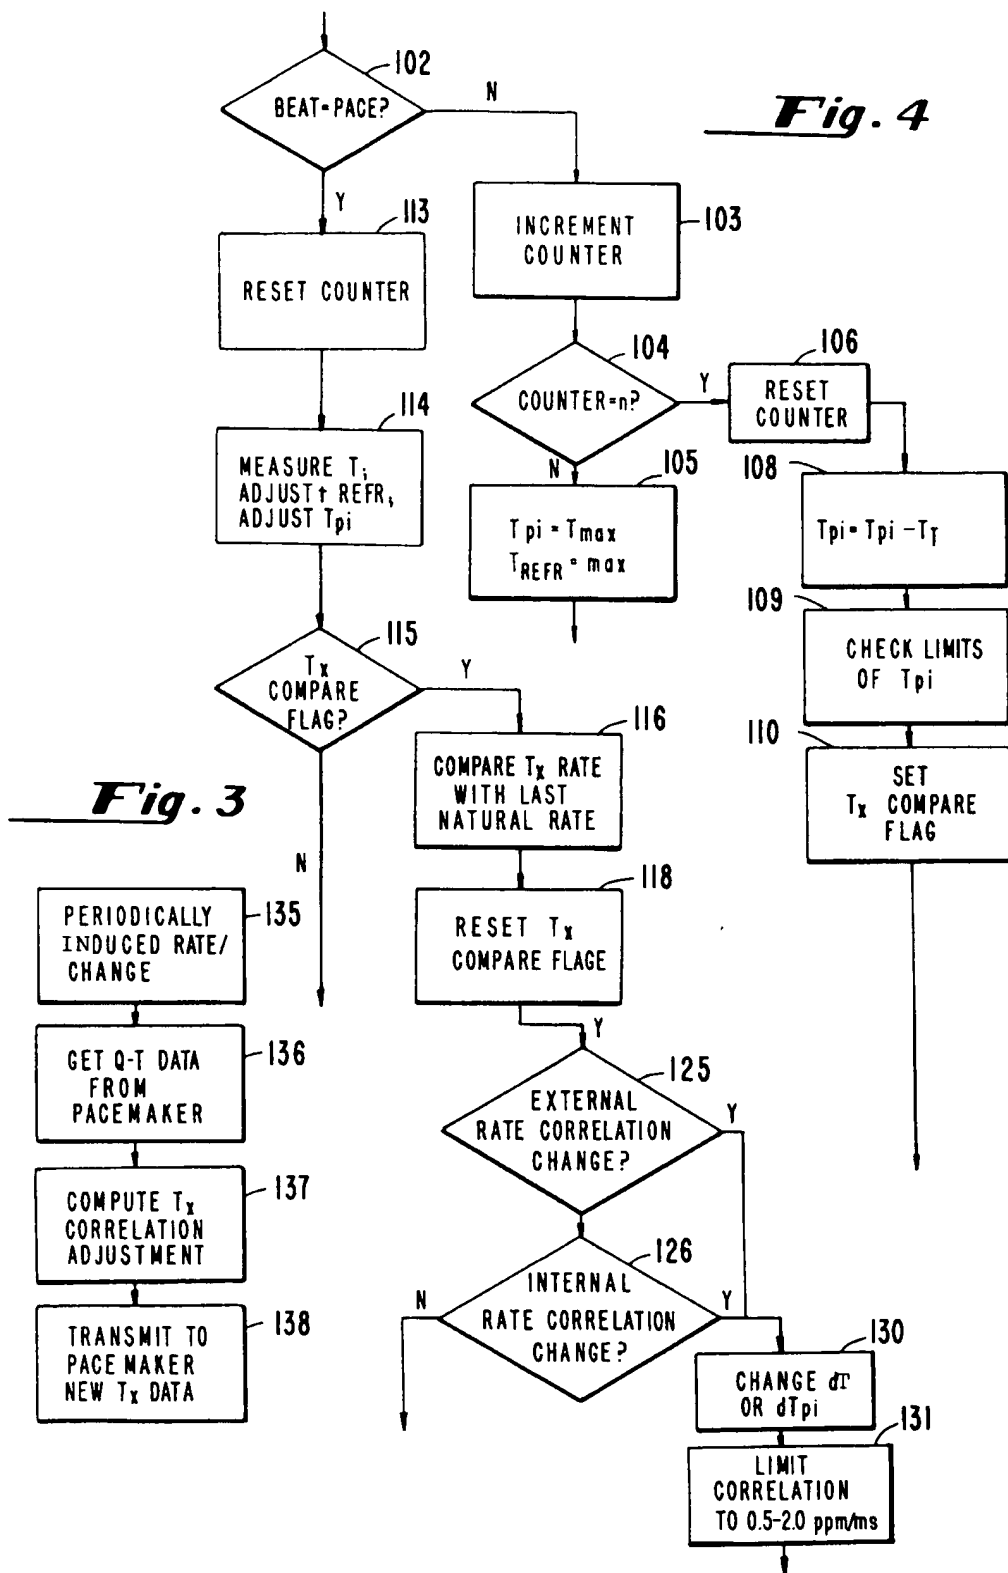 102
BEAT=PACE?
N
Fig. 4
Y
113
RESET COUNTER
103
INCREMENT
COUNTER
104
COUNTER=n?
Y
106
RESET
COUNTER
N
114
MEASURE T;
ADJUST t REFR;
ADJUST Tpi
105
Tpi = Tmax
TREFR = max
108
Tpi = Tpi - TT
109
CHECK LIMITS
OF Tpi
110
SET
Tx COMPARE
FLAG
115
Tx
COMPARE
FLAG?
Y
N
116
COMPARE Tx RATE
WITH LAST
NATURAL RATE
118
RESET Tx
COMPARE FLAGE
Y
125
EXTERNAL
RATE CORRELATION
CHANGE?
Y
126
INTERNAL
RATE CORRELATION
CHANGE?
N
Y
130
CHANGE dT
OR dTpi
131
LIMIT
CORRELATION
TO 0.5-2.0 ppm/ms
Fig. 3
135
PERIODICALLY
INDUCED RATE/
CHANGE
136
GET Q-T DATA
FROM
PACEMAKER
137
COMPUTE Tx
CORRELATION
ADJUSTMENT
138
TRANSMIT TO
PACE MAKER
NEW Tx DATA